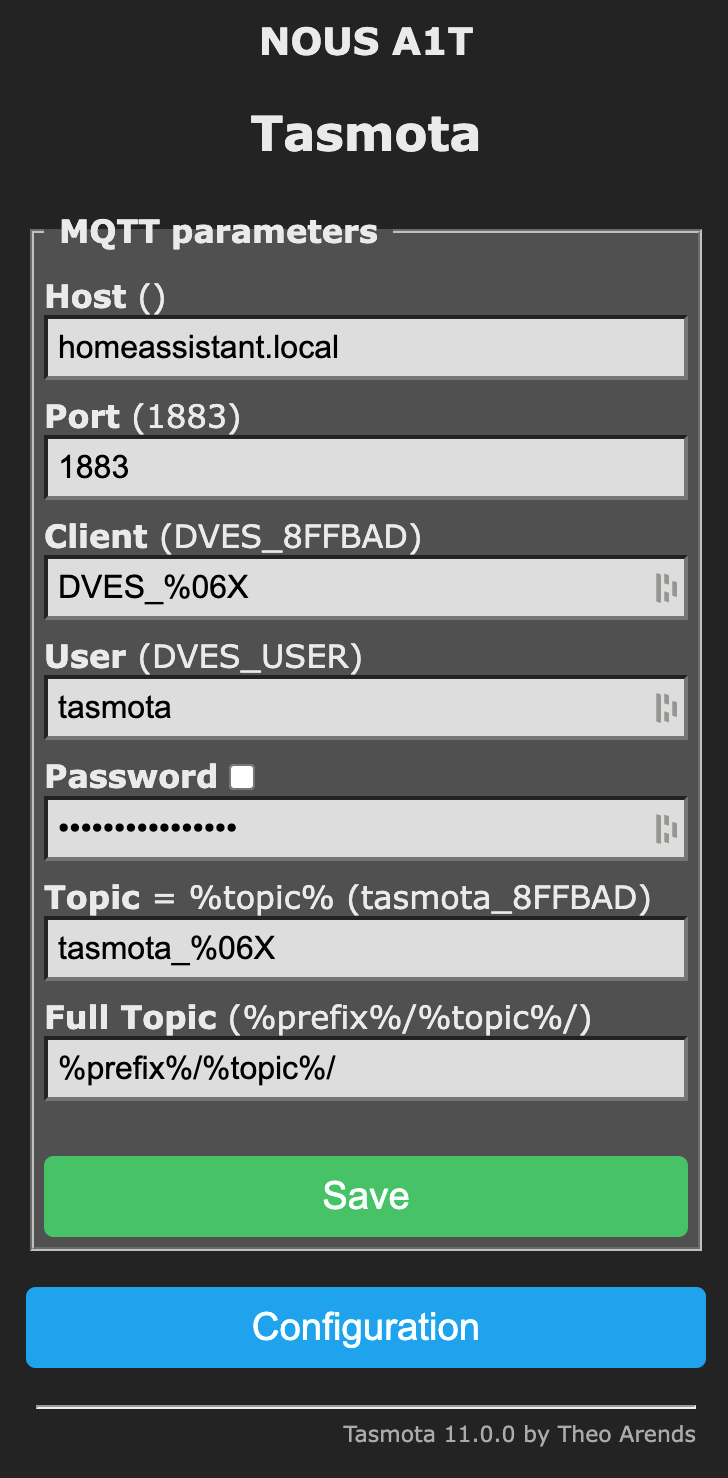 NOUS A1T
Tasmota
MQTT parameters
Host ()
homeassistant.local
Port (1883)
1883
Client (DVES_8FFBAD)
DVES_%06X
User (DVES_USER)
tasmota
Password
••••••••••••••••
Topic = %topic% (tasmota_8FFBAD)
tasmota_%06X
Full Topic (%prefix%/%topic%/)
%prefix%/%topic%/
Save
Configuration
Tasmota 11.0.0 by Theo Arends